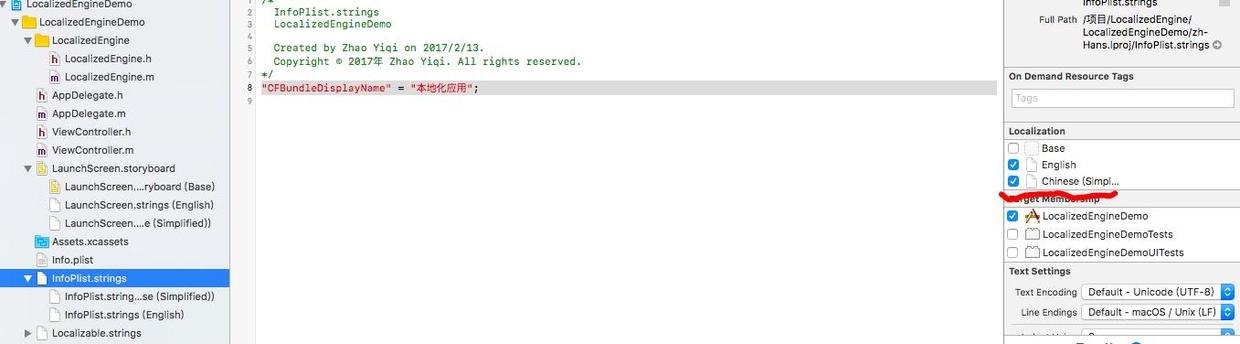 LocalizedEngineDemo
LocalizedEngineDemo
LocalizedEngine
LocalizedEngine.h
LocalizedEngine.m
AppDelegate.h
AppDelegate.m
ViewController.h
ViewController.m
LaunchScreen.storyboard
LaunchScreen....ryboard (Base)
LaunchScreen.strings (English)
LaunchScreen....e (Simplified))
Assets.xcassets
Info.plist
InfoPlist.strings
InfoPlist.string...se (Simplified))
InfoPlist.strings (English)
Localizable.strings
1 /*
2 InfoPlist.strings
3 LocalizedEngineDemo
4
5 Created by Zhao Yiqi on 2017/2/13.
6 Copyright © 2017年 Zhao Yiqi. All rights reserved.
7 */
8 "CFBundleDisplayName" = "本地化应用";
9
InfoPlist.strings
Full Path /项目/LocalizedEngine/
LocalizedEngineDemo/zh-
Hans.lproj/InfoPlist.strings
On Demand Resource Tags
Tags
Localization
Base
English
Chinese (Simpl...
Target Membership
LocalizedEngineDemo
LocalizedEngineDemoTests
LocalizedEngineDemoUITests
Text Settings
Text Encoding Default - Unicode (UTF-8)
Line Endings Default - macOS / Unix (LF)